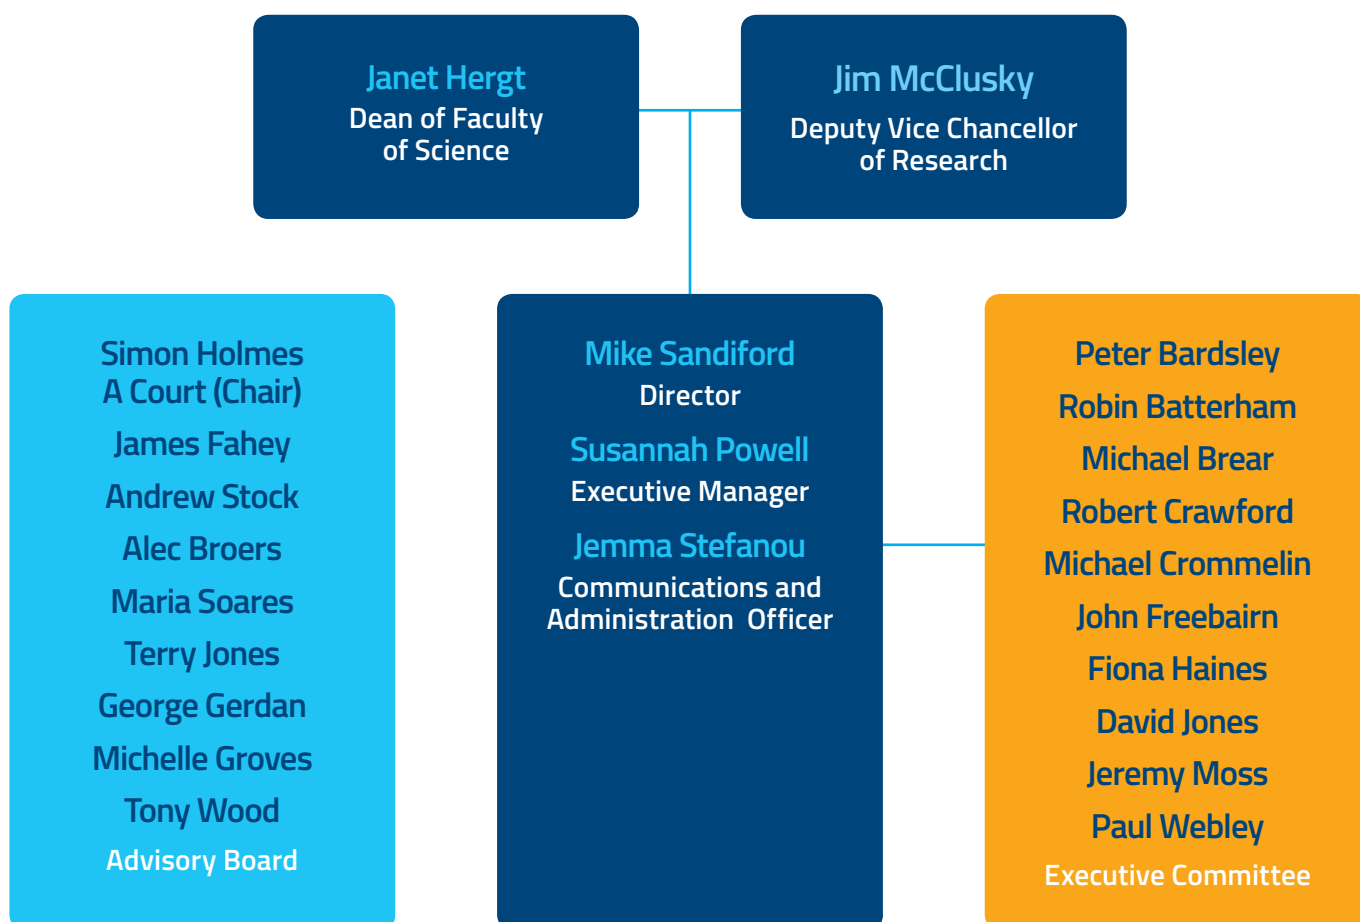 Janet Hergt
Dean of Faculty
of Science
Jim McClusky
Deputy Vice Chancellor
of Research
Simon Holmes
A Court (Chair)
James Fahey
Andrew Stock
Alec Broers
Maria Soares
Terry Jones
George Gerdan
Michelle Groves
Tony Wood
Advisory Board
Mike Sandiford
Director
Susannah Powell
Executive Manager
Jemma Stefanou
Communications and
Administration Officer
Peter Bardsley
Robin Batterham
Michael Brear
Robert Crawford
Michael Crommelin
John Freebairn
Fiona Haines
David Jones
Jeremy Moss
Paul Webley
Executive Committee